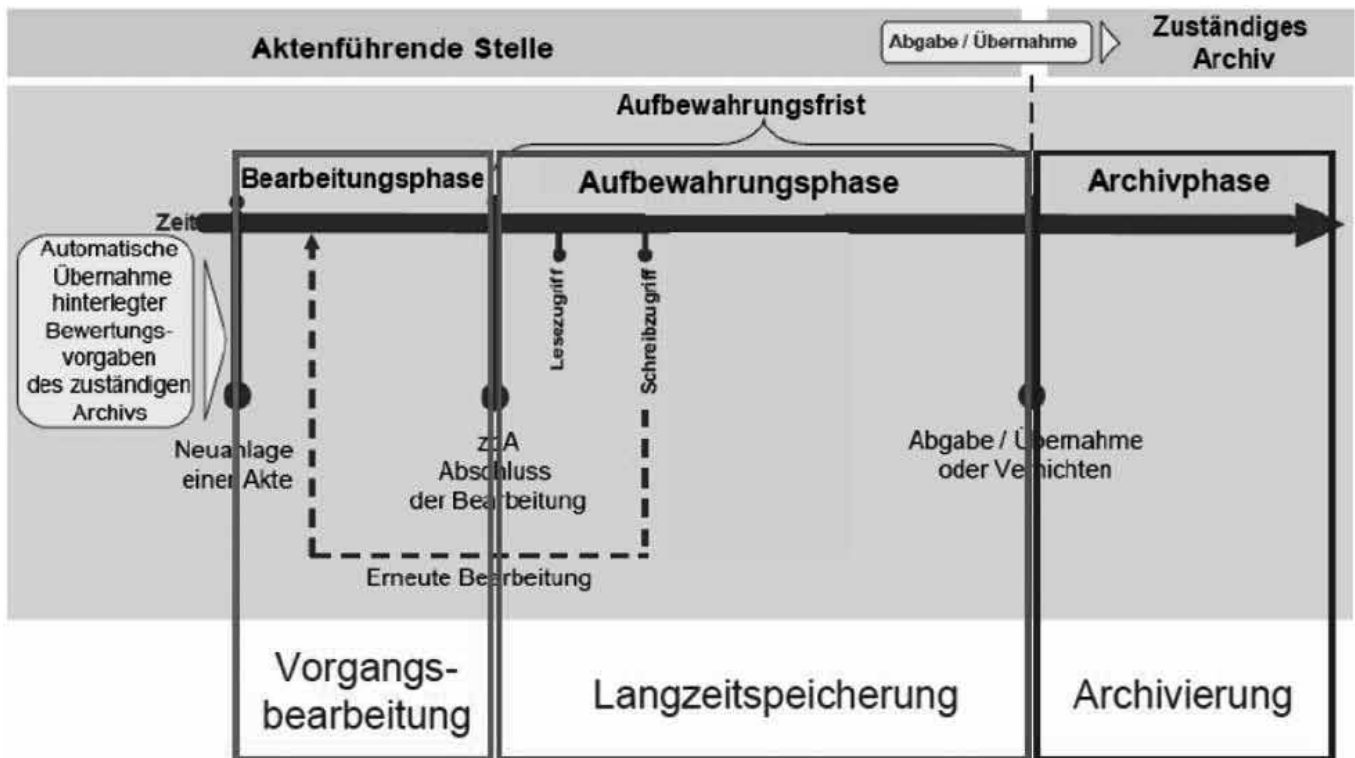 Aktenführende Stelle
Abgabe / Übernahme
Zuständiges
Archiv
Aufbewahrungsfrist
Bearbeitungsphase
Aufbewahrungsphase
Archivphase
Zeit
Automatische
Übernahme
hinterlegter
Bewertungs-
vorgaben
des zuständigen
Archivs
Lesezugriff
Schreibzugriff
Neuanlage
einer Akte
zdA
Abschluss
der Bearbeitung
Abgabe / Übernahme
oder Vernichten
Erneute Bearbeitung
Vorgangs-
bearbeitung
Langzeitspeicherung
Archivierung